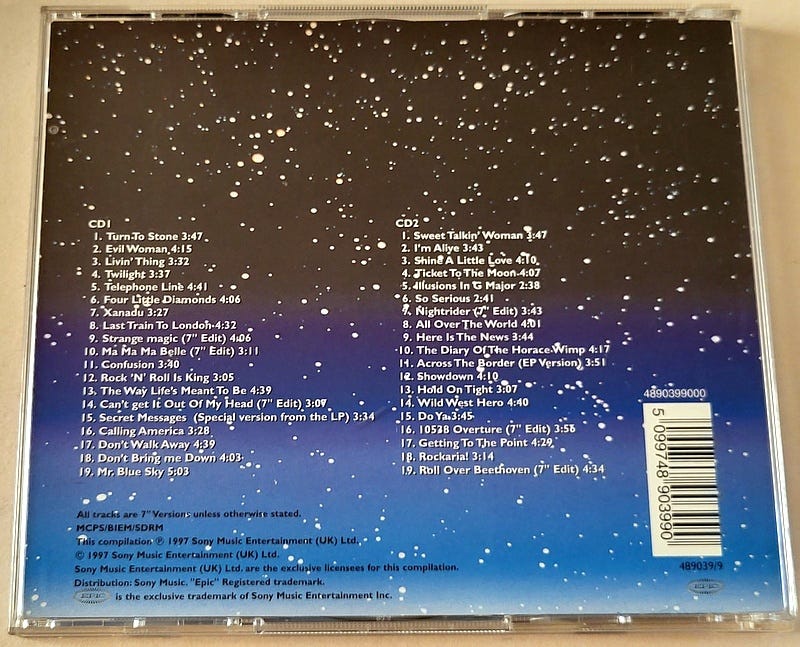 CD1
1. Turn To Stone 3:47
2. Evil Woman 4:15
3. Livin' Thing 3:32
4. Twilight 3:37
5. Telephone Line 4:41
6. Four Little Diamonds 4:06
7. Xanadu 3:27
8. Last Train To London 4:32
9. Strange magic (7" Edit) 4:06
10. Ma Ma Ma Belle (7" Edit) 3:11
11. Confusion 3:40
12. Rock 'N' Roll Is King 3:05
13. The Way Life's Meant To Be 4:39
14. Can't get It Out Of My Head (7" Edit) 3:07
15. Secret Messages (Special version from the LP) 3:34
16. Calling America 3:28
17. Don't Walk Away 4:39
18. Don't Bring me Down 4:03
19. Mr. Blue Sky 5:03
CD2
1. Sweet Talkin' Woman 3:47
2. I'm Alive 3:43
3. Shine A Little Love 4:10
4. Ticket To The Moon 4:07
5. Illusions In G Major 2:38
6. So Serious 2:41
7. Nightrider (7" Edit) 3:43
8. All Over The World 4:01
9. Here Is The News 3:44
10. The Diary Of The Horace Wimp 4:17
11. Across The Border (EP Version) 3:51
12. Showdown 4:10
13. Hold On Tight 3:07
14. Wild West Hero 4:40
15. Do Ya 3:45
16. 10538 Overture (7" Edit) 3:56
17. Getting To The Point 4:29
18. Rockaria! 3:14
19. Roll Over Beethoven (7" Edit) 4:34
4890399000
5 099748 903990
489039/9
All tracks are 7" Versions unless otherwise stated.
MCPS/BIEM/SDRM
This compilation ℗ 1997 Sony Music Entertainment (UK) Ltd.
© 1997 Sony Music Entertainment (UK) Ltd.
Sony Music Entertainment (UK) Ltd. are the exclusive licensees for this compilation.
Distribution: Sony Music. "Epic" Registered trademark.
EPIC is the exclusive trademark of Sony Music Entertainment Inc.
EPIC